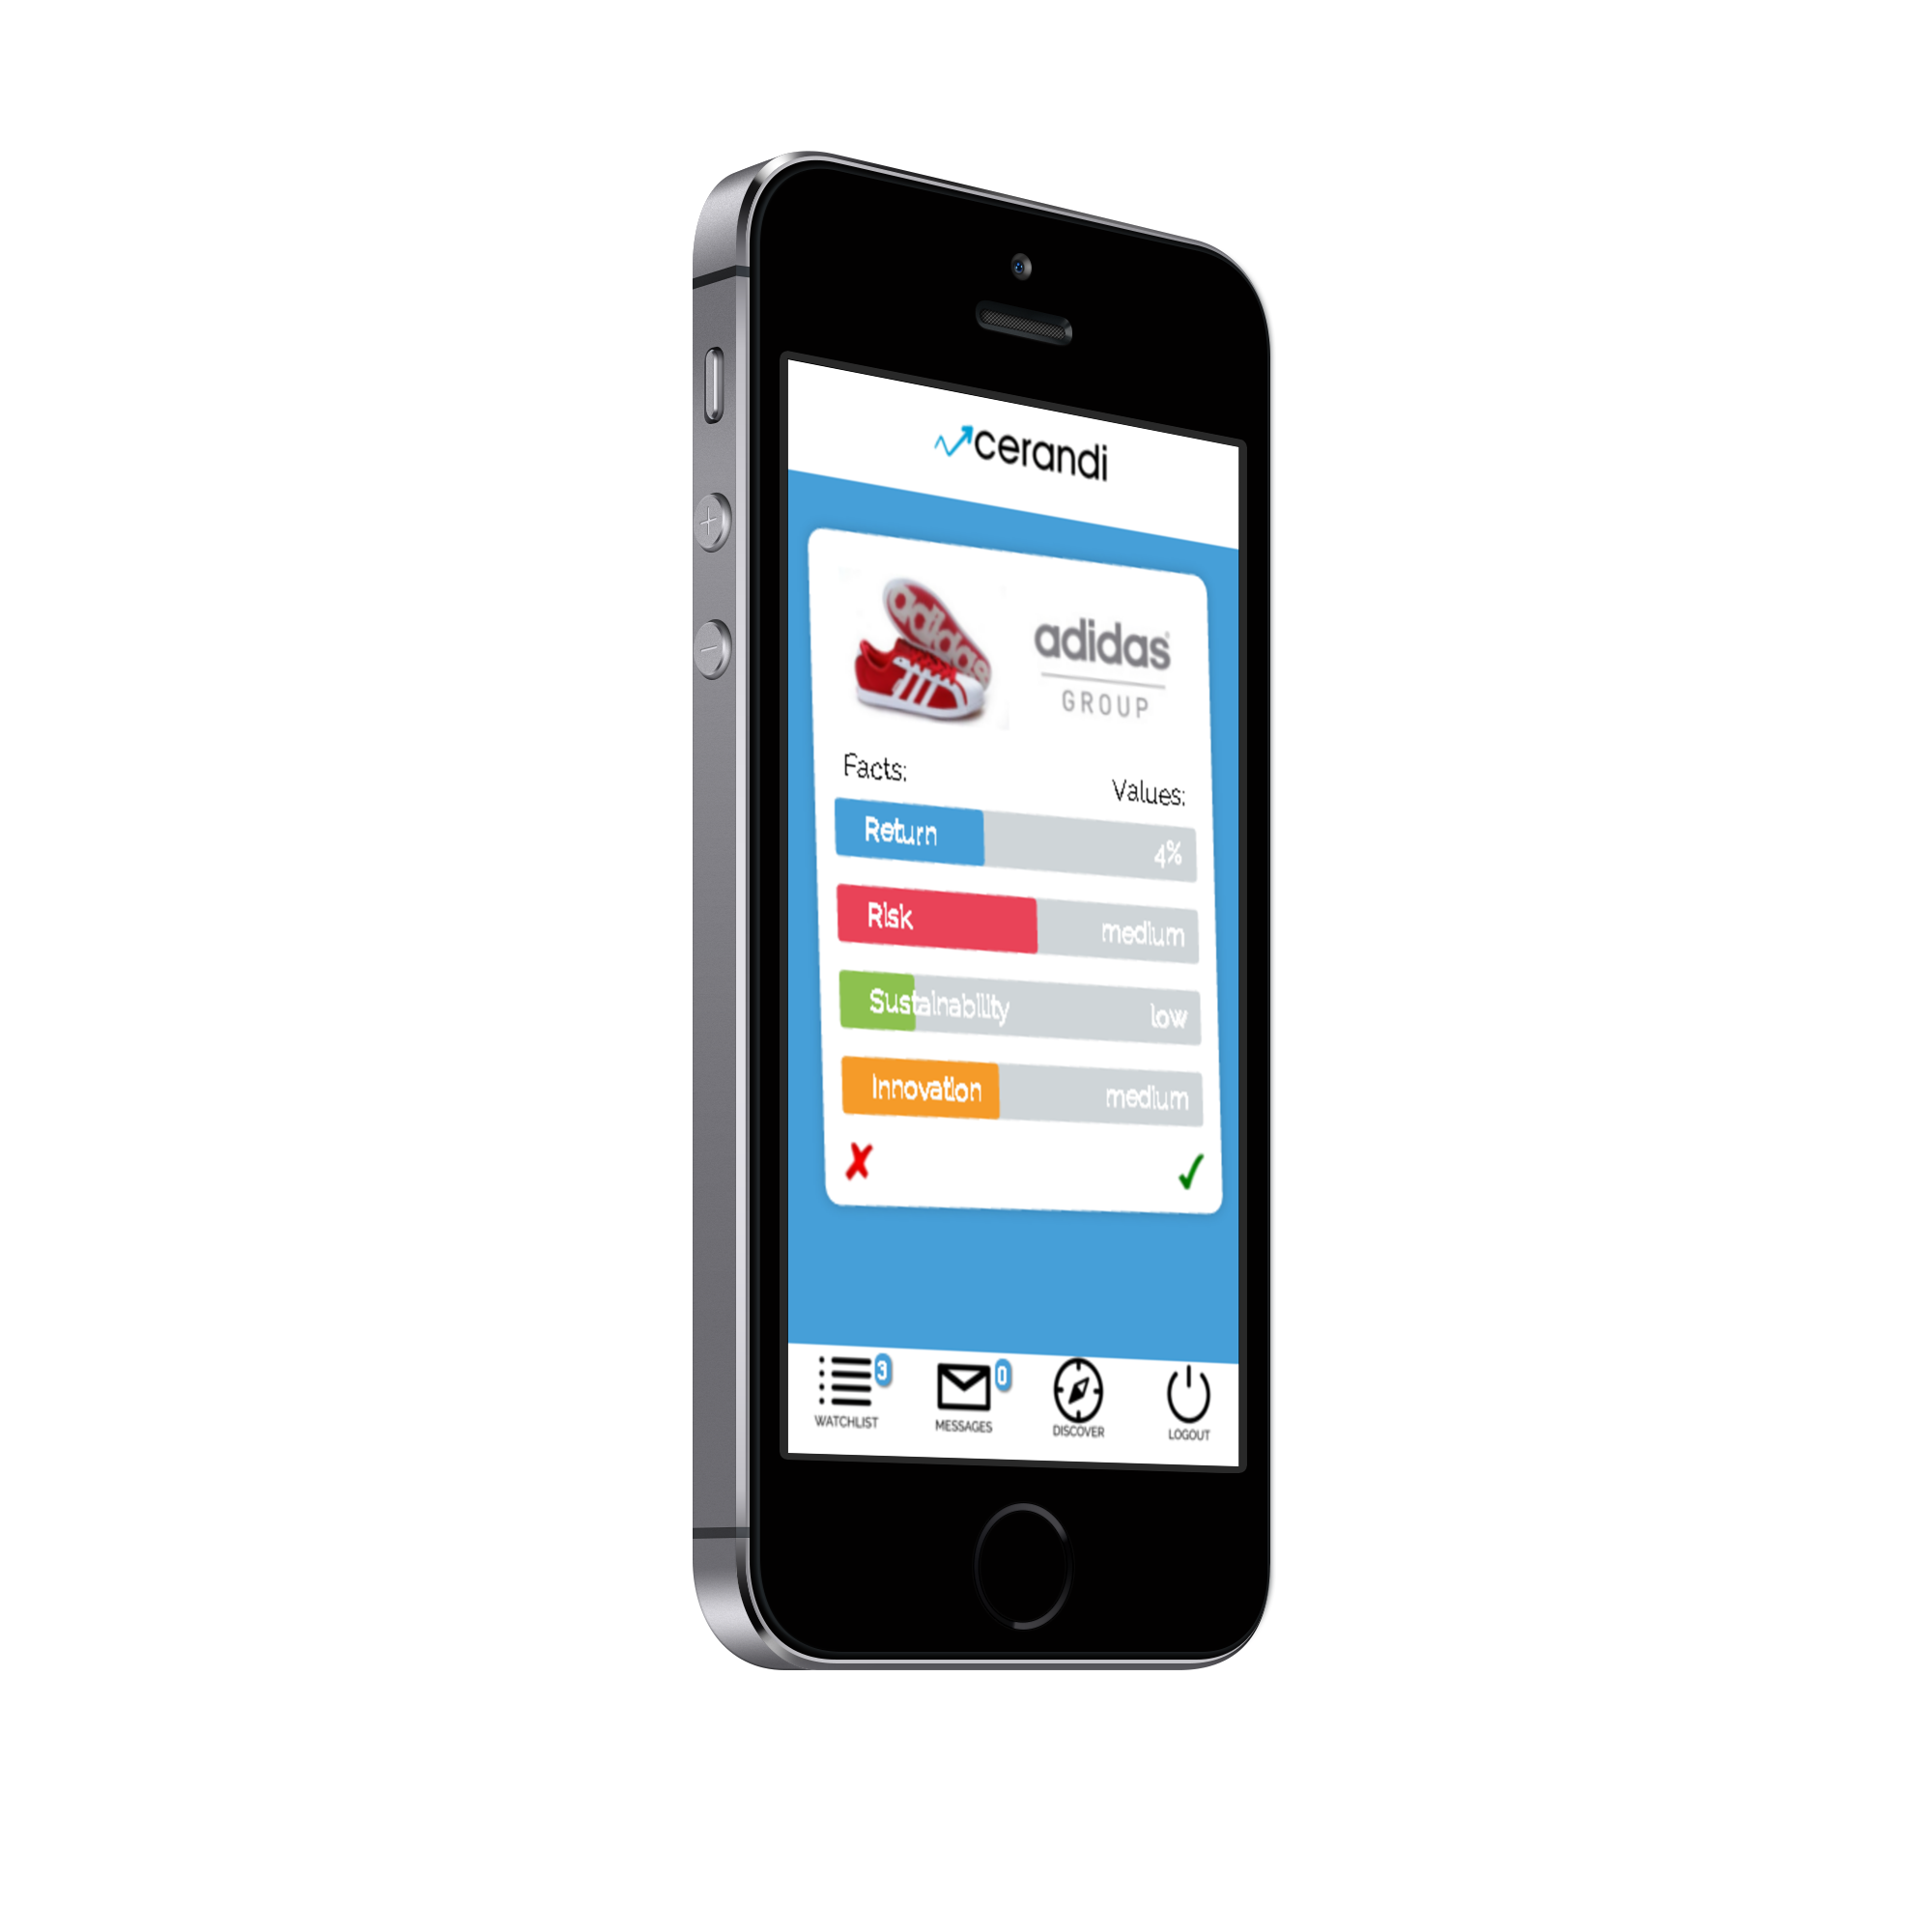 cerandi
adidas
adidas
GROUP
Facts:
Values:
Return 4%
Risk medium
Sustainability low
Innovation medium
✘ ✓
3 0
WATCHLIST MESSAGES DISCOVER LOGOUT